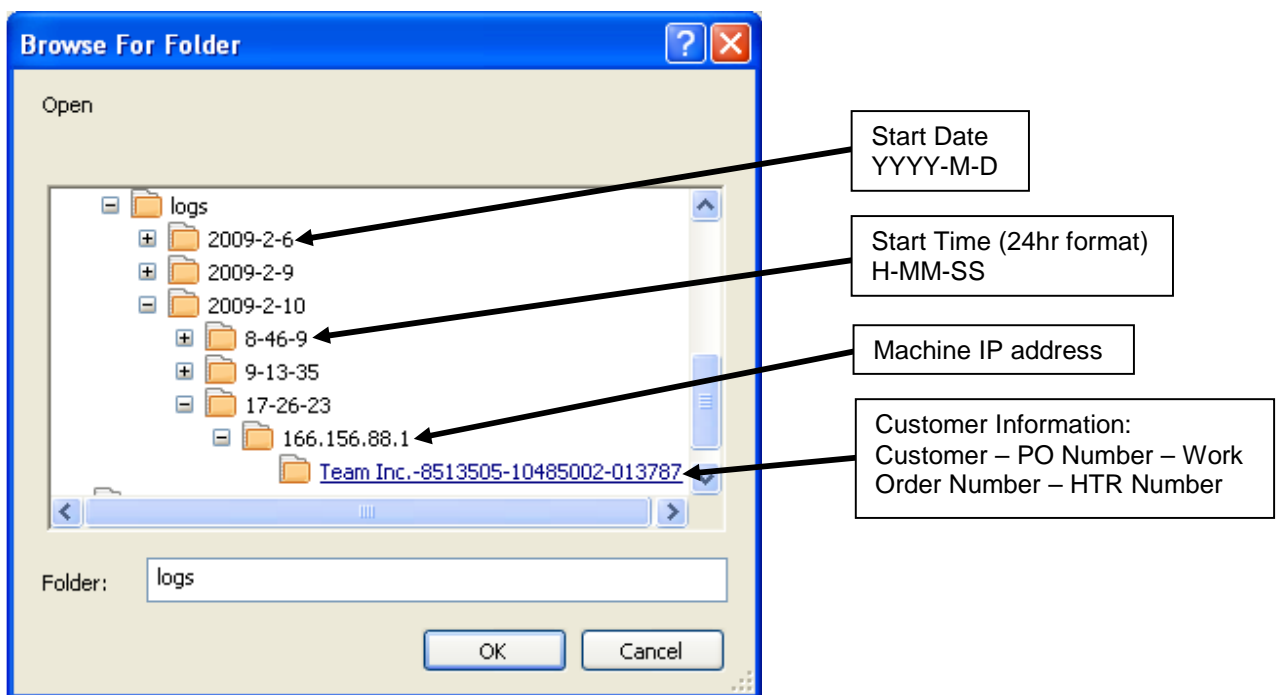 Browse For Folder
Open
logs
2009-2-6
2009-2-9
2009-2-10
8-46-9
9-13-35
17-26-23
166.156.88.1
Team Inc.-8513505-10485002-013787
Folder:
logs
OK
Cancel
Start Date
YYYY-M-D
Start Time (24hr format)
H-MM-SS
Machine IP address
Customer Information:
Customer – PO Number – Work
Order Number – HTR Number